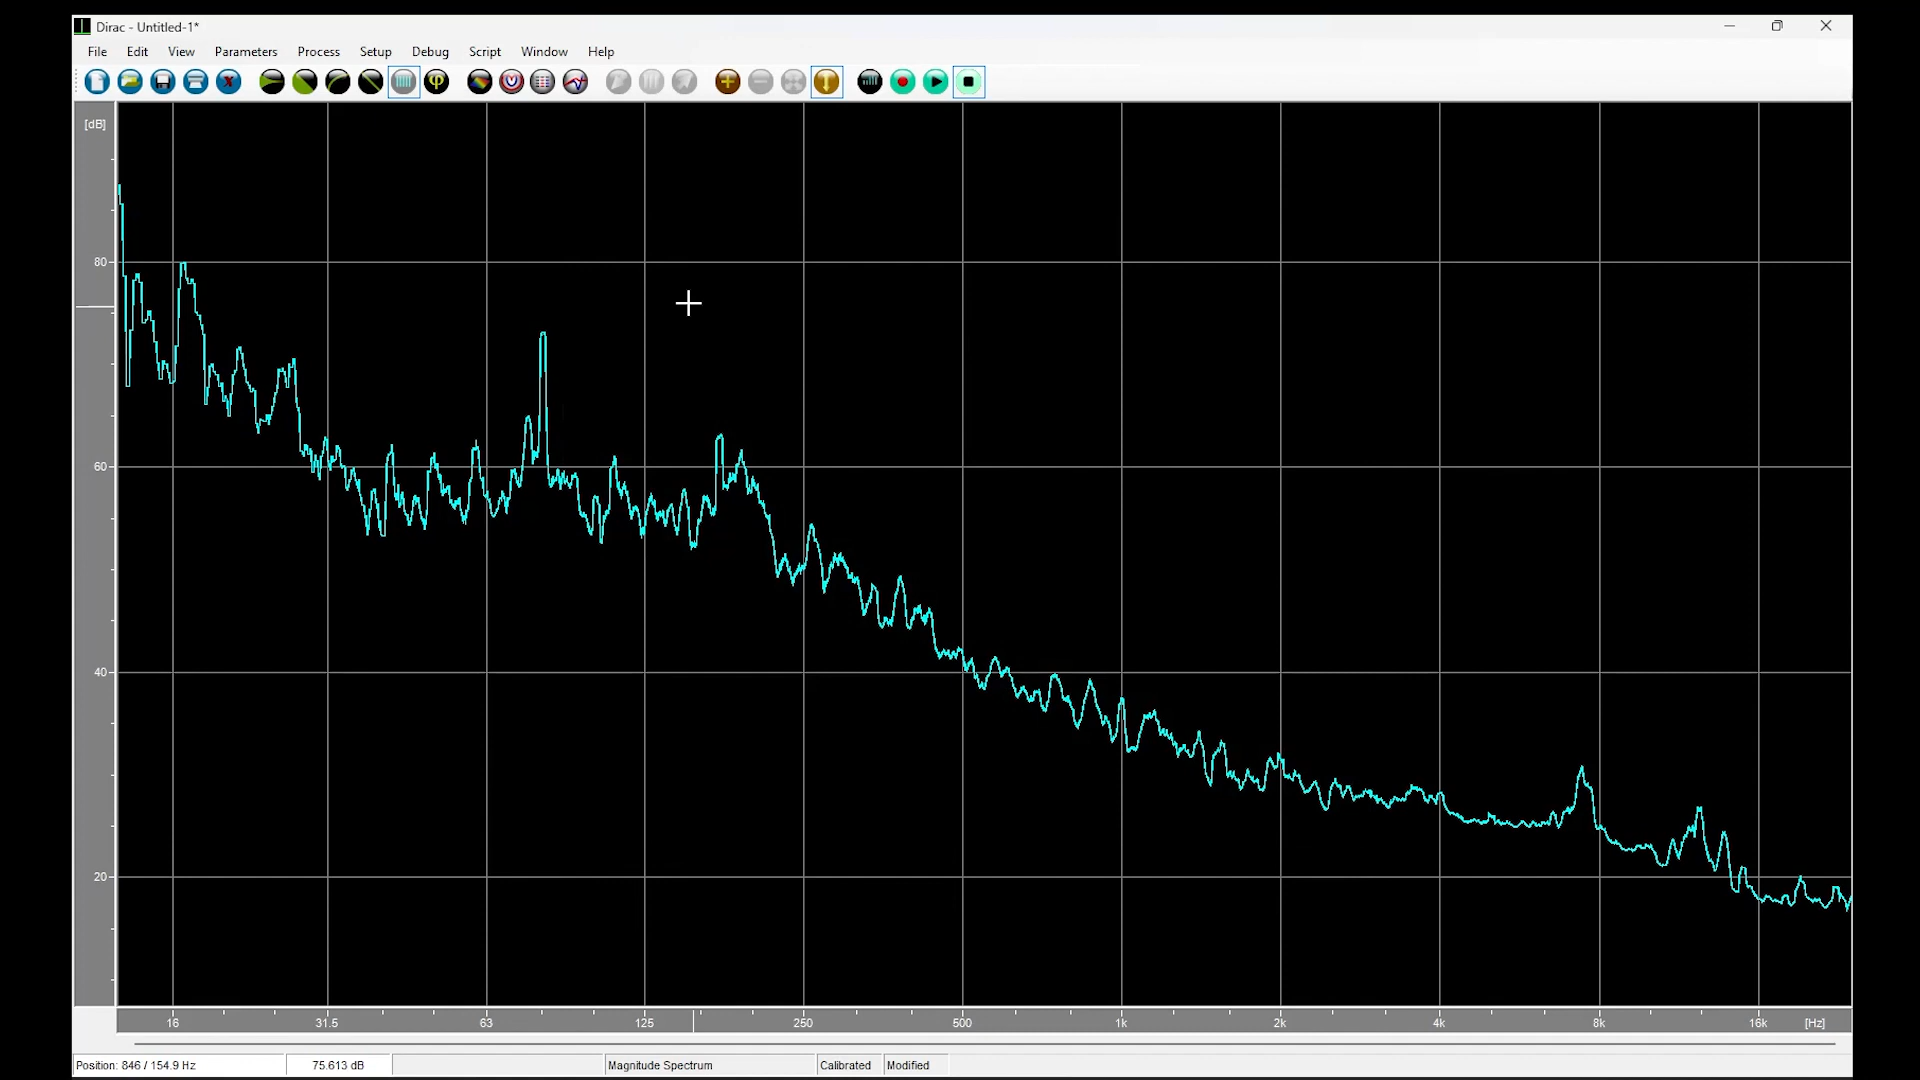 Dirac - Untitled-1*
File Edit View Parameters Process Setup Debug Script Window Help
[dB]
80
60
40
20
16 31.5 63 125 250 500 1k 2k 4k 8k 16k [Hz]
Position: 846 / 154.9 Hz 75.613 dB Magnitude Spectrum Calibrated Modified